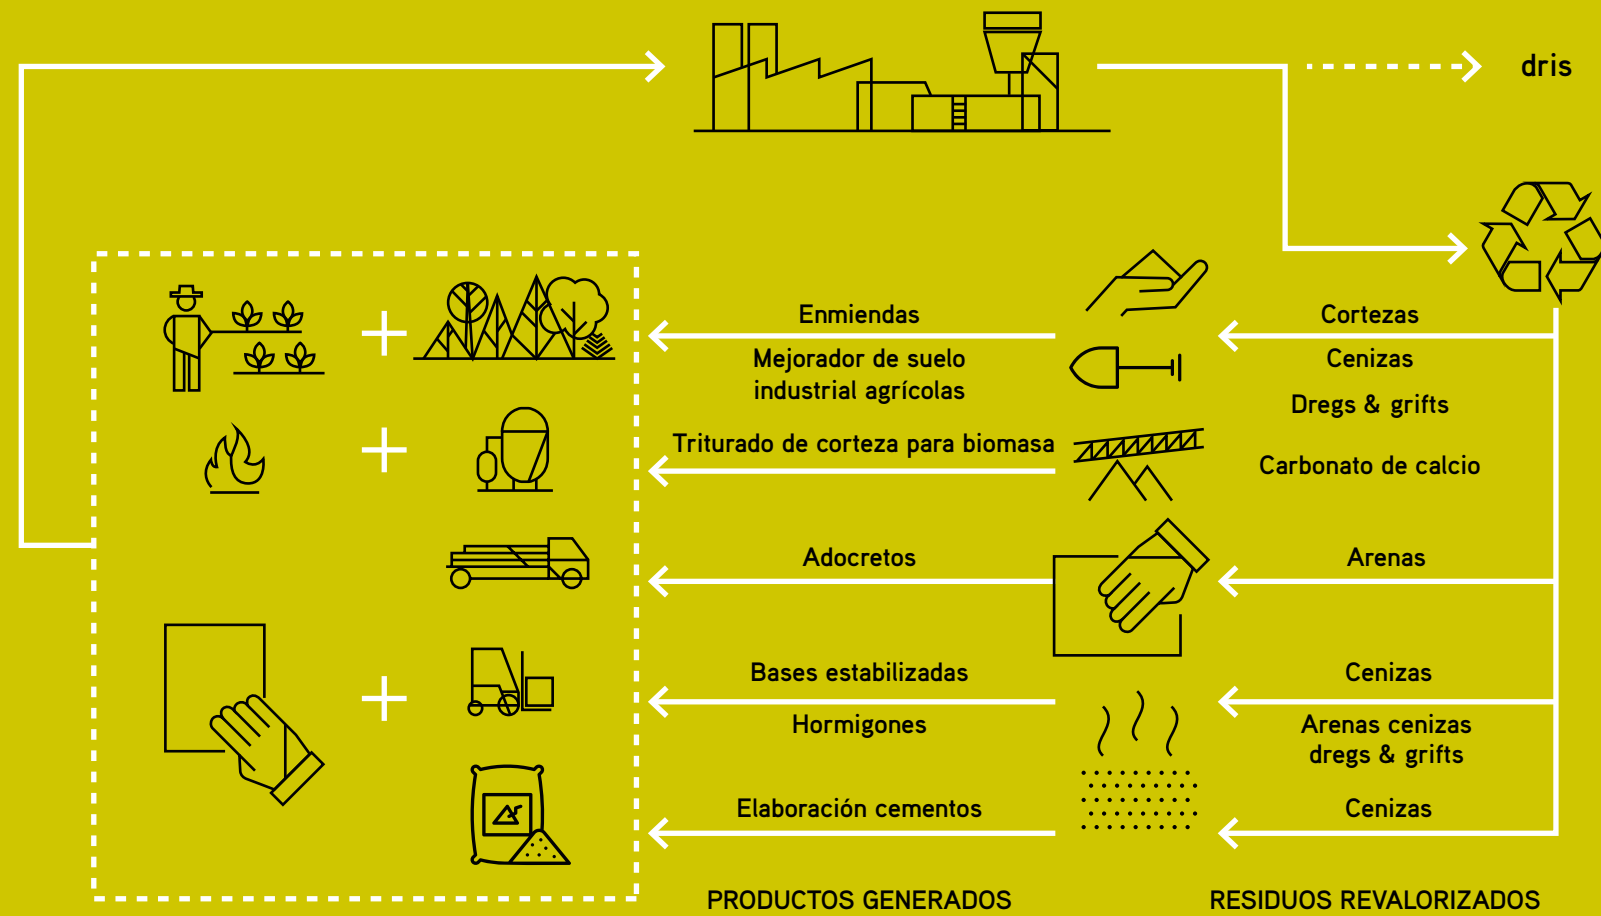 dris
Enmiendas
Cortezas
Mejorador de suelo
industrial agrícolas
Cenizas
Dregs & grifts
Triturado de corteza para biomasa
Carbonato de calcio
Adocretos
Arenas
Bases estabilizadas
Cenizas
Hormigones
Arenas cenizas
dregs & grifts
Elaboración cementos
Cenizas
PRODUCTOS GENERADOS
RESIDUOS REVALORIZADOS